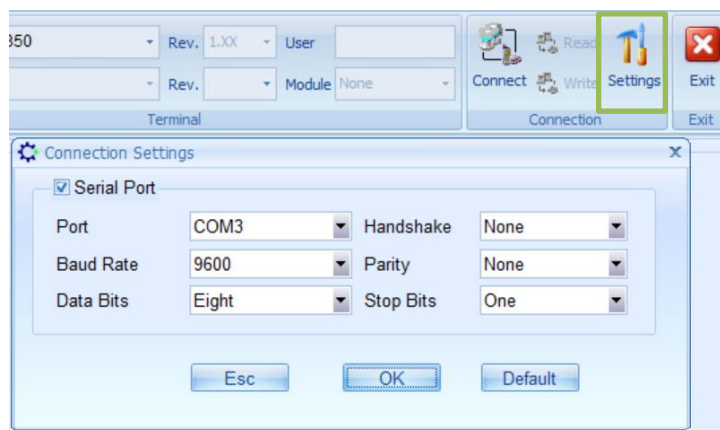 350 Rev. 1.XX User
Connect Read Write Settings Exit
Rev. Module None
Terminal Connection Exit
Connection Settings x
Serial Port
Port COM3 Handshake None
Baud Rate 9600 Parity None
Data Bits Eight Stop Bits One
Esc OK Default